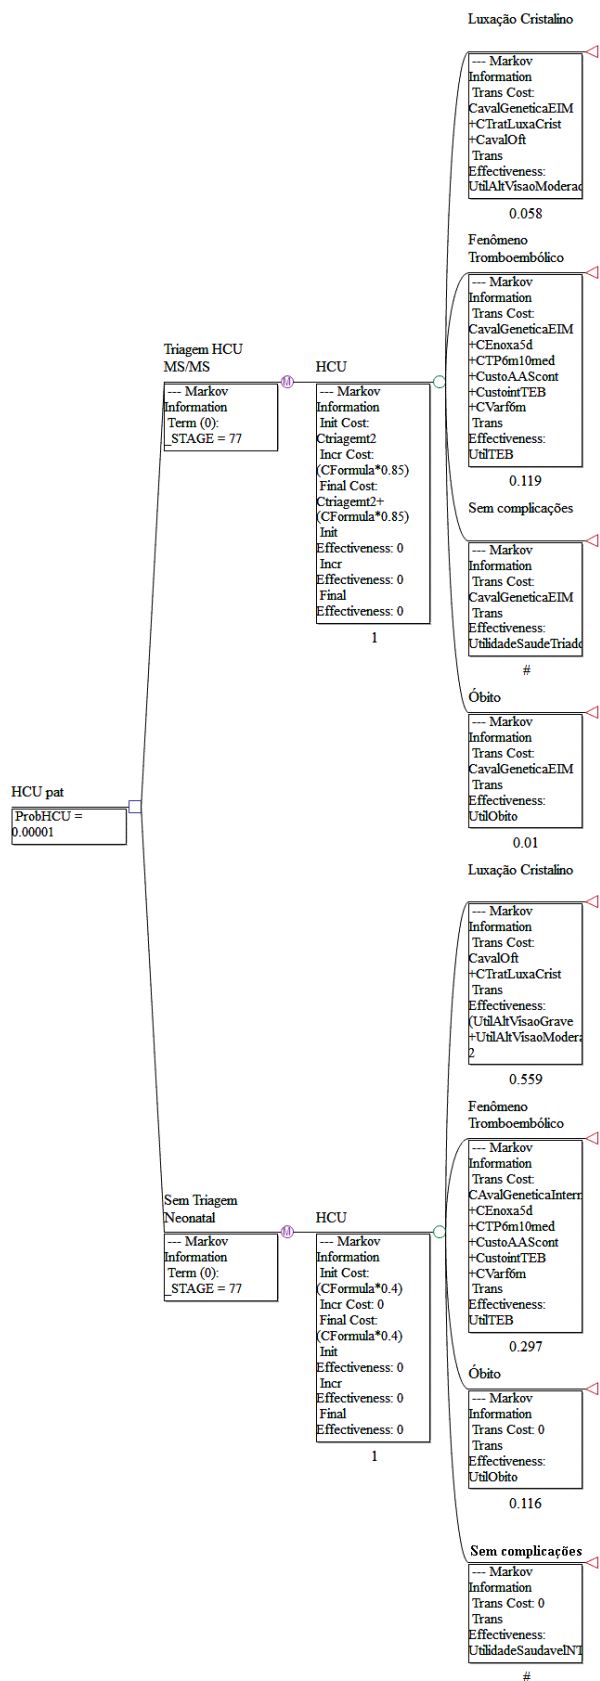 Luxação Cristalino
--- Markov
Information
Trans Cost:
CavalGeneticaEIM
+CTratLuxaCrist
+CavalOft
Trans
Effectiveness:
UtilAltVisaoModerac
0.058
Fenômeno
Tromboembólico
--- Markov
Information
Trans Cost:
CavalGeneticaEIM
+CEnoxa5d
+CTP6m10med
+CustoAAScont
+CustointTEB
+CVarf6m
Trans
Effectiveness:
UtilTEB
0.119
Sem complicações
--- Markov
Information
Trans Cost:
CavalGeneticaEIM
Trans
Effectiveness:
UtilidadeSaudeTriado
#
Óbito
--- Markov
Information
Trans Cost:
CavalGeneticaEIM
Trans
Effectiveness:
UtilObito
0.01
Triagem HCU
MS/MS
--- Markov
Information
Term (0):
_STAGE = 77
M
HCU
--- Markov
Information
Init Cost:
Ctriagemt2
Incr Cost:
(CFormula*0.85)
Final Cost:
Ctriagemt2+
(CFormula*0.85)
Init
Effectiveness: 0
Incr
Effectiveness: 0
Final
Effectiveness: 0
1
HCU pat
ProbHCU =
0.00001
Luxação Cristalino
--- Markov
Information
Trans Cost:
CavalOft
+CTratLuxaCrist
Trans
Effectiveness:
(UtilAltVisaoGrave
+UtilAltVisaoModera
2
0.559
Fenômeno
Tromboembólico
--- Markov
Information
Trans Cost:
CAvalGeneticaIntern
+CEnoxa5d
+CTP6m10med
+CustoAAScont
+CustointTEB
+CVarf6m
Trans
Effectiveness:
UtilTEB
0.297
Sem Triagem
Neonatal
--- Markov
Information
Term (0):
_STAGE = 77
M
HCU
--- Markov
Information
Init Cost:
(CFormula*0.4)
Incr Cost: 0
Final Cost:
(CFormula*0.4)
Init
Effectiveness: 0
Incr
Effectiveness: 0
Final
Effectiveness: 0
1
Óbito
--- Markov
Information
Trans Cost: 0
Trans
Effectiveness:
UtilObito
0.116
Sem complicações
--- Markov
Information
Trans Cost: 0
Trans
Effectiveness:
UtilidadeSaudavelNT
#